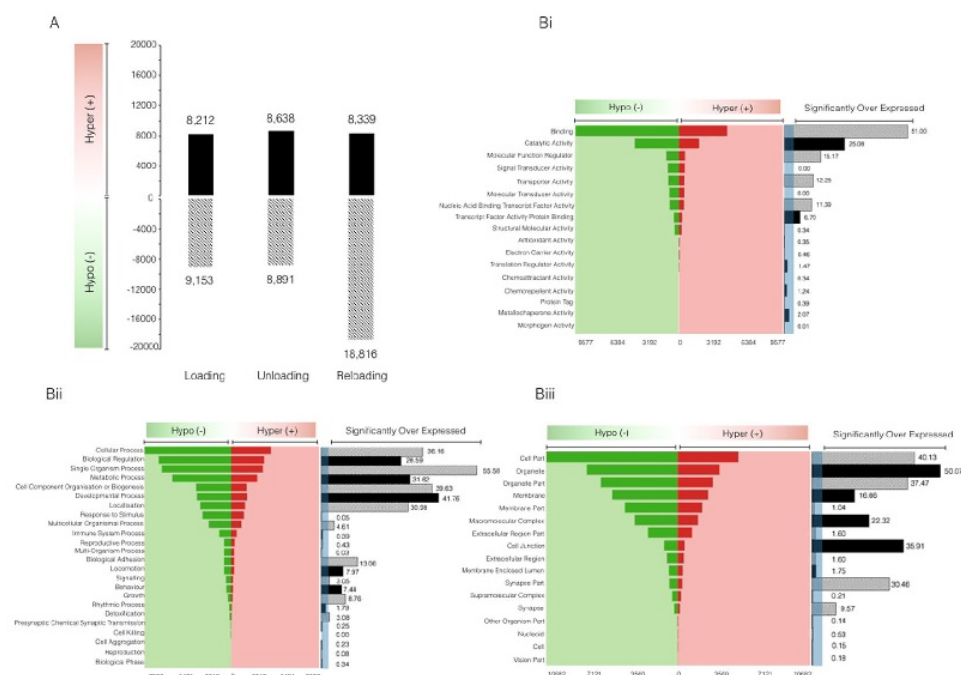 A
20000
16000
12000
8000
4000
C
-4000
-8000
-12000
-16000
-20000
Hyper (+)
Hypo (-)
8,212
8,638
8,339
9,153
8,891
18,816
Loading
Unloading
Reloading
Bi
Hypo (-)
Hyper (+)
Significantly Over Expressed
Binding
51.00
Catalytic Activity
25.08
Molecular Function Regulator
15.17
Signal Transducer Activity
0.00
Transporter Activity
12.25
Molecular Transducer Activity
Nucleic Acid Binding Transcript Factor Activity
11.39
Transcript Factor Activity Protein Binding
6.70
Structural Molecular Activity
0.34
Antioxidant Activity
0.35
Electron Carrier Activity
0.46
Translation Regulator Activity
1.47
Chemoattractant Activity
Chemorepellent Activity
1.24
Protein Tag
0.39
Metallochaperone Activity
2.07
Morphogen Activity
0.01
9577 6384 3192 0 3192 6384 9577
Bii
Hypo (-)
Hyper (+)
Significantly Over Expressed
Cellular Process
36.16
Biological Regulation
28.59
Single Organism Process
55.58
Metabolic Process
31.62
Cell Component Organisation or Biogenesis
39.63
Developmental Process
41.76
Localisation
30.98
Response to Stimulus
0.05
Multicellular Organismal Process
4.61
Immune System Process
0.09
Reproductive Process
0.43
Multi-Organism Process
0.03
Biological Adhesion
13.66
Locomotion
7.97
Signalling
Behaviour
7.48
Growth
8.76
Rhythmic Process
1.79
Detoxification
3.08
Presynaptic Chemical Synaptic Transmission
0.25
Cell Killing
0.00
Cell Aggregation
0.23
Reproduction
0.08
Biological Phase
0.34
Biii
Hypo (-)
Hyper (+)
Significantly Over Expressed
Cell Part
40.13
Organelle
50.07
Organelle Part
37.47
Membrane
16.66
Membrane Part
1.04
Macromolecular Complex
22.32
Extracellular Region Part
1.60
Cell Junction
35.91
Extracellular Region
1.60
Membrane Enclosed Lumen
1.75
Synapse Part
30.46
Supramolecular Complex
0.21
Synapse
9.57
Other Organism Part
0.14
Nucleoid
0.53
Cell
0.15
Virion Part
0.18